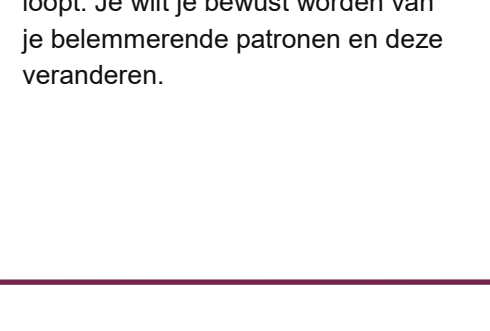 loopt. Je wilt je bewust worden van
je belemmerende patronen en deze
veranderen.